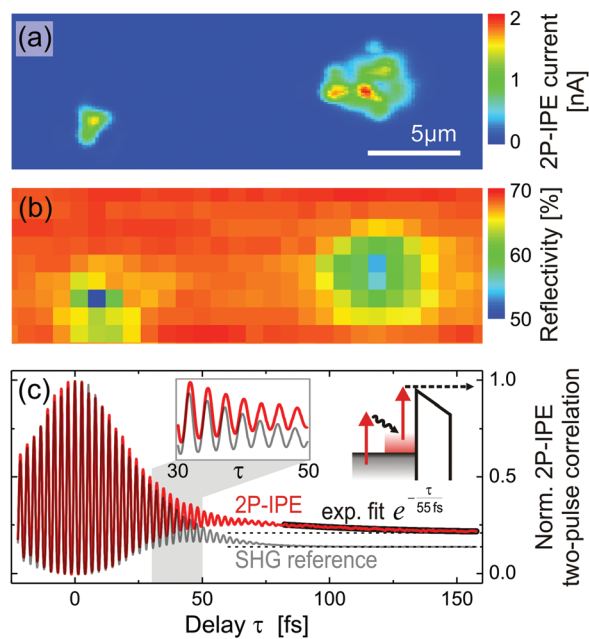 (a)
5µm
2
1
0
2P-IPE current
[nA]
(b)
70
60
50
Reflectivity [%]
(c)
30 τ 50
2P-IPE
exp. fit e^{-τ/55 fs}
SHG reference
1.0
0.5
0.0
Norm. 2P-IPE
two-pulse correlation
0 50 100 150
Delay τ [fs]